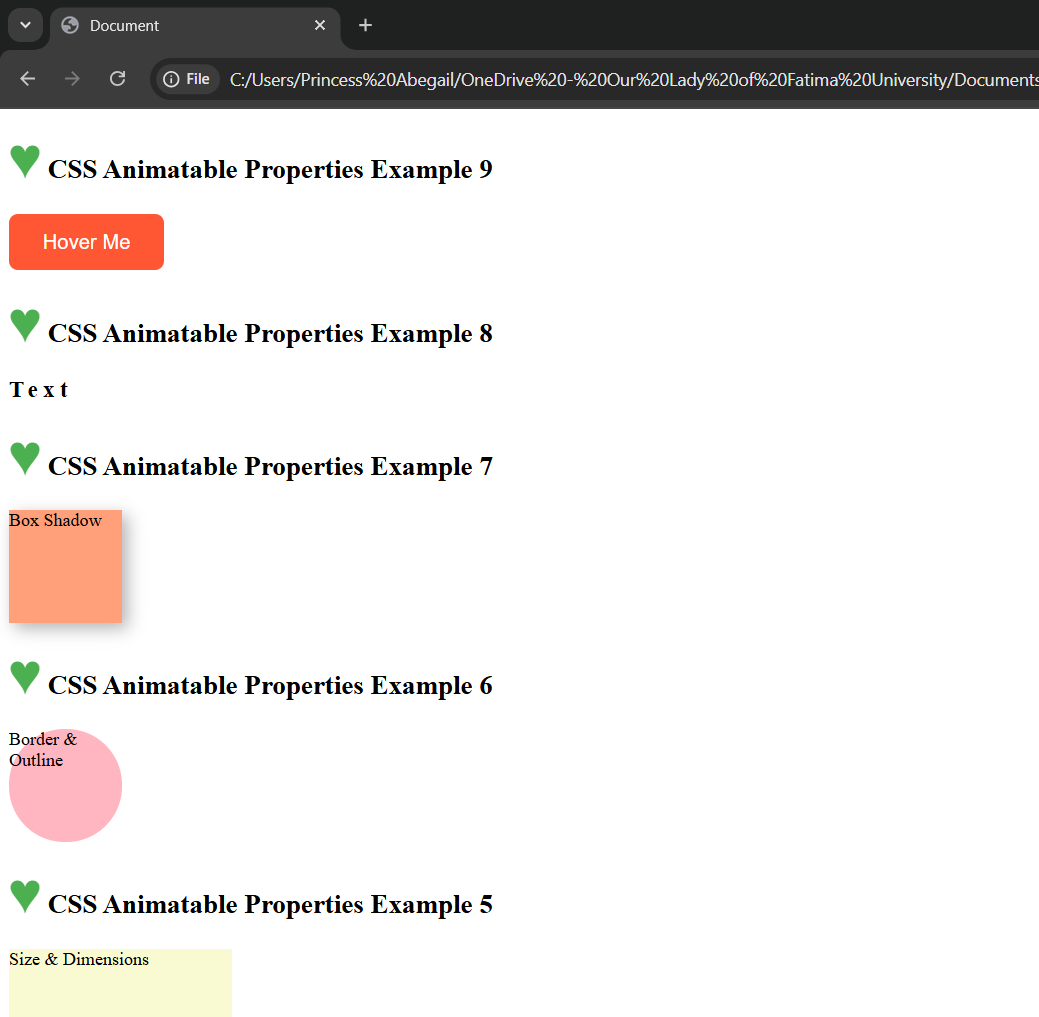 Document
File C:/Users/Princess%20Abegail/OneDrive%20-%20Our%20Lady%20of%20Fatima%20University/Documents
♥ CSS Animatable Properties Example 9
Hover Me
♥ CSS Animatable Properties Example 8
T e x t
♥ CSS Animatable Properties Example 7
Box Shadow
♥ CSS Animatable Properties Example 6
Border &
Outline
♥ CSS Animatable Properties Example 5
Size & Dimensions